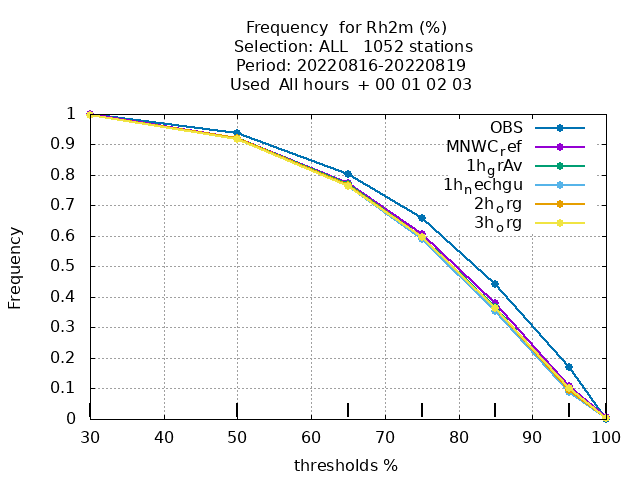 Frequency  for Rh2m (%)
Selection: ALL   1052 stations
Period: 20220816-20220819
Used  All hours  + 00 01 02 03
1
0.9
0.8
0.7
0.6
0.5
0.4
0.3
0.2
0.1
0
Frequency
OBS
MNWC_ref
1h_grAv
1h_nechgu
2h_org
3h_org
30 40 50 60 70 80 90 100
thresholds %